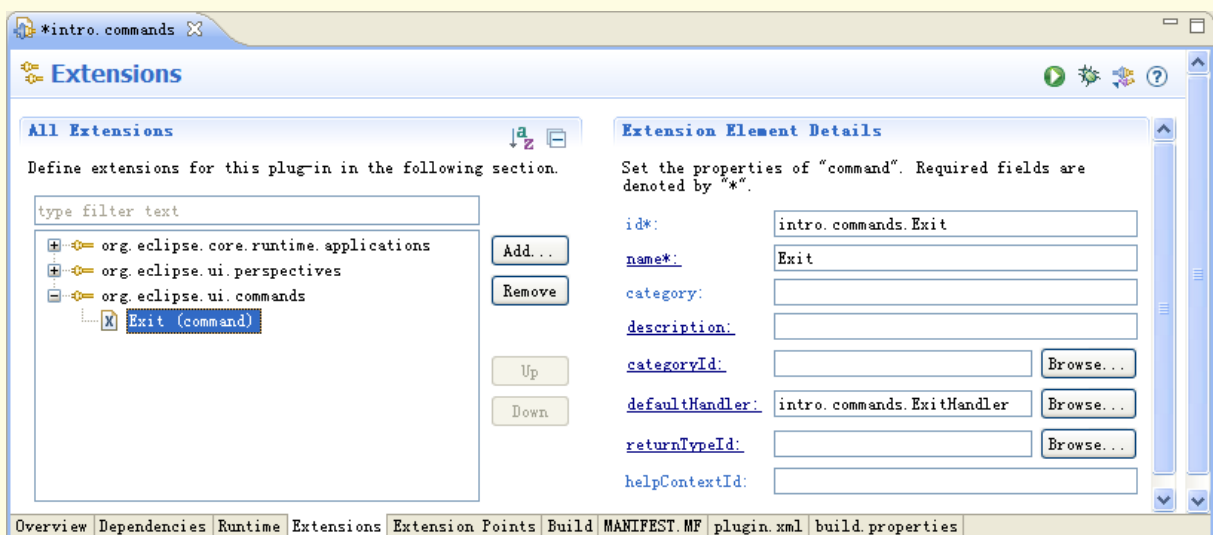 *intro.commands
Extensions
All Extensions
Define extensions for this plug-in in the following section.
type filter text
org.eclipse.core.runtime.applications
org.eclipse.ui.perspectives
org.eclipse.ui.commands
Exit (command)
Add...
Remove
Up
Down
Extension Element Details
Set the properties of "command". Required fields are
denoted by "*".
id*: intro.commands.Exit
name*: Exit
category:
description:
categoryId: Browse...
defaultHandler: intro.commands.ExitHandler Browse...
returnTypeId: Browse...
helpContextId:
Overview Dependencies Runtime Extensions Extension Points Build MANIFEST.MF plugin.xml build.properties